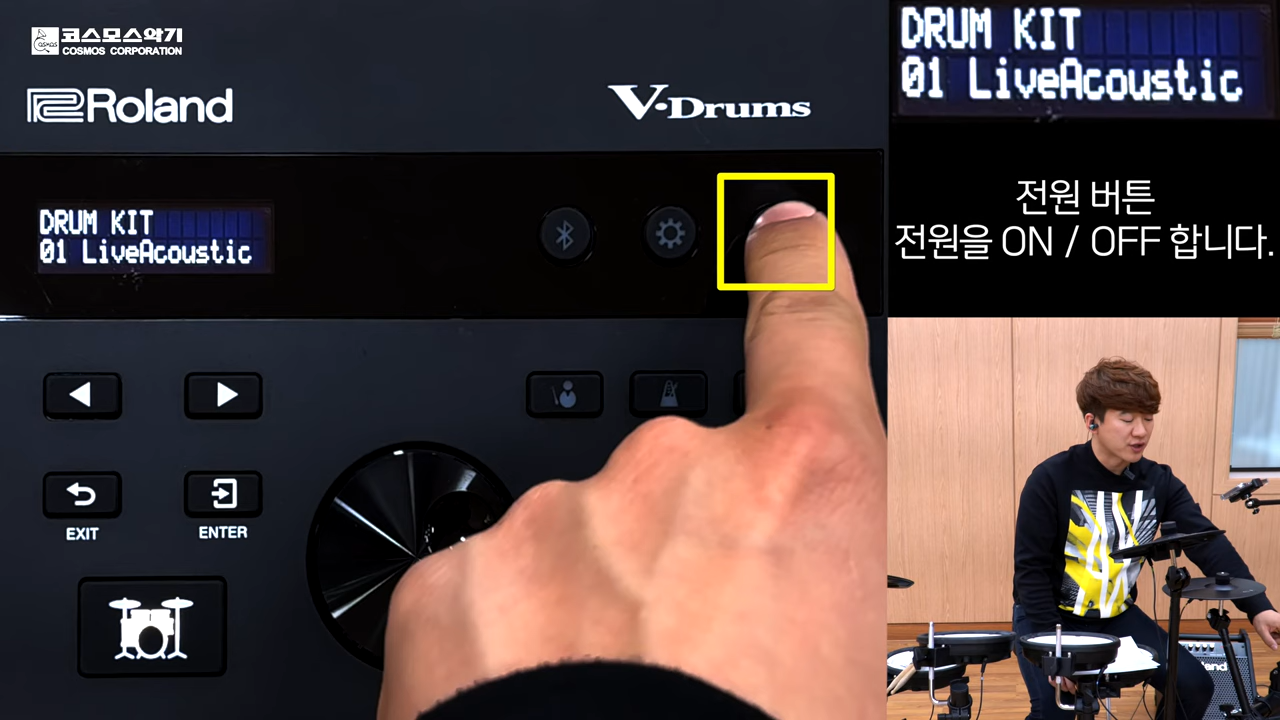 코스모스악기
COSMOS CORPORATION
Roland
V-Drums
DRUM KIT
01 LiveAcoustic
EXIT
ENTER
DRUM KIT
01 LiveAcoustic
전원 버튼
전원을 ON / OFF 합니다.